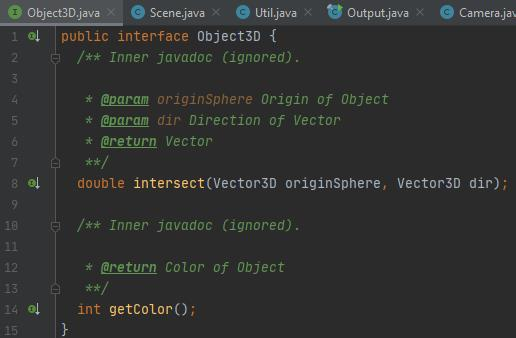 Object3D.java × Scene.java × Util.java × Output.java × Camera.jav
1 public interface Object3D {
2 /** Inner javadoc (ignored).
3
4 * @param originSphere Origin of Object
5 * @param dir Direction of Vector
6 * @return Vector
7 **/
8 double intersect(Vector3D originSphere, Vector3D dir);
9
10 /** Inner javadoc (ignored).
11
12 * @return Color of Object
13 **/
14 int getColor();
15 }